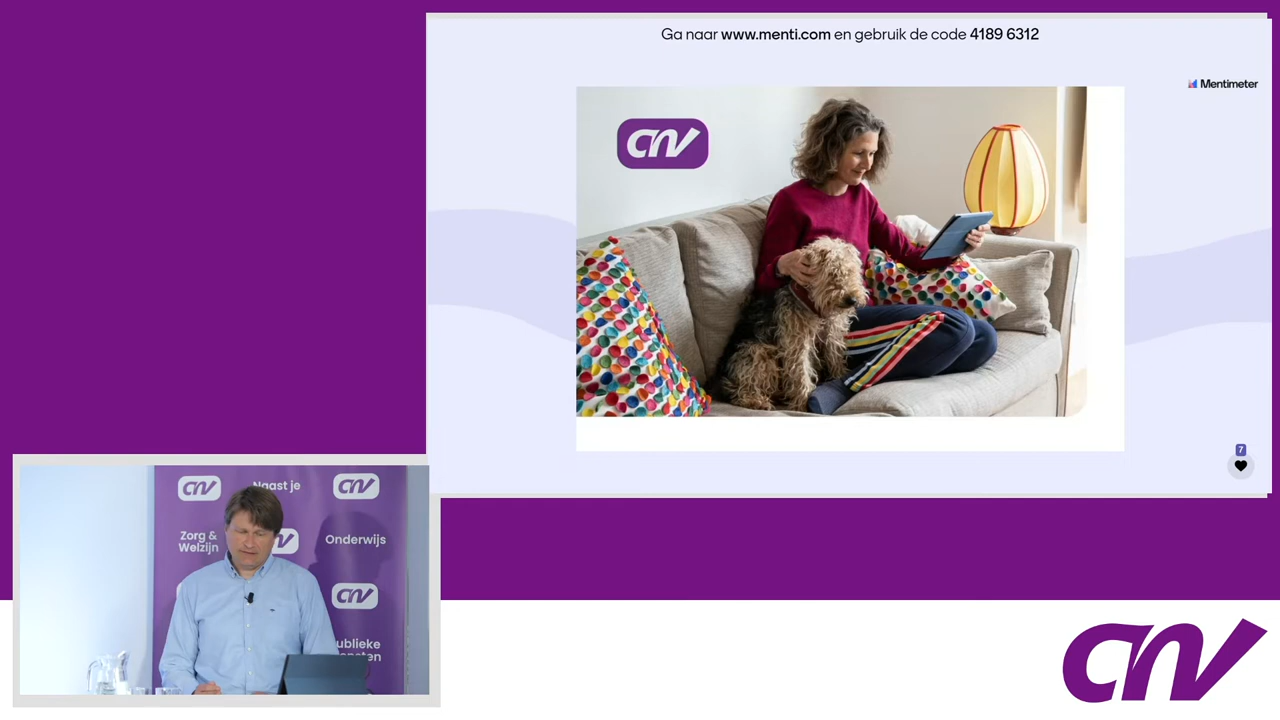 Ga naar www.menti.com en gebruik de code 4189 6312
Mentimeter
CNV
7
CNV
Naast je
CNV
Zorg &
Welzijn
Onderwijs
CNV
CNV